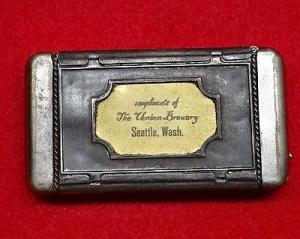 compliments of
The Union Brewery
Seattle, Wash.